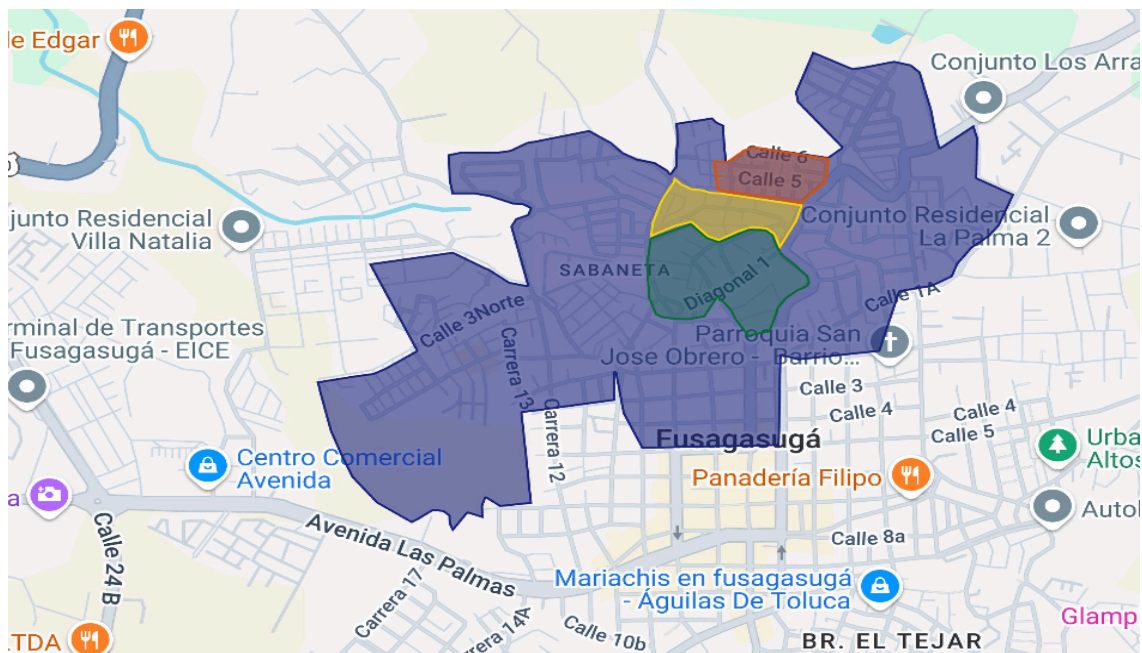 le Edgar
Conjunto Los Arra
Calle 6
Calle 5
njunto Residencial
Villa Natalia
Conjunto Residencial
La Palma 2
SABANETA
Diagonal 1
Calle 1A
Calle 3Norte
erminal de Transportes
Fusagasugá - EICE
Carrera 13
Parroquia San
Jose Obrero - Barrio...
Calle 3
Calle 4
Calle 4
Calle 5
Carrera 12
Fusagasugá
Urba
Altos
Centro Comercial
Avenida
Panadería Filipo
a
Autol
Calle 24 B
Avenida Las Palmas
Calle 8a
Mariachis en fusagasugá
- Águilas De Toluca
Carrera 17
Carrera 14A
Calle 10b
Glamp
LTDA
BR. EL TEJAR